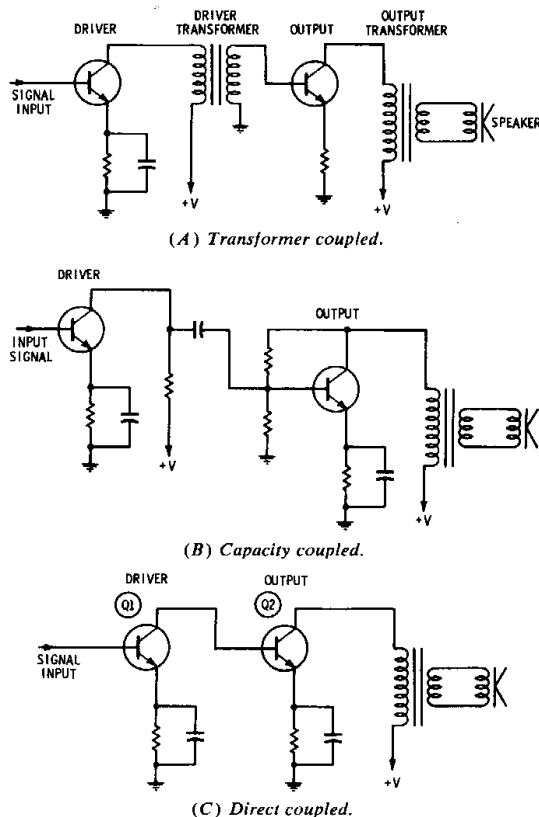 DRIVER
DRIVER
TRANSFORMER
OUTPUT
OUTPUT
TRANSFORMER
SIGNAL
INPUT
SPEAKER
+V
+V
(A) Transformer coupled.
DRIVER
OUTPUT
INPUT
SIGNAL
+V
+V
(B) Capacity coupled.
DRIVER
OUTPUT
Q1
Q2
SIGNAL
INPUT
+V
(C) Direct coupled.